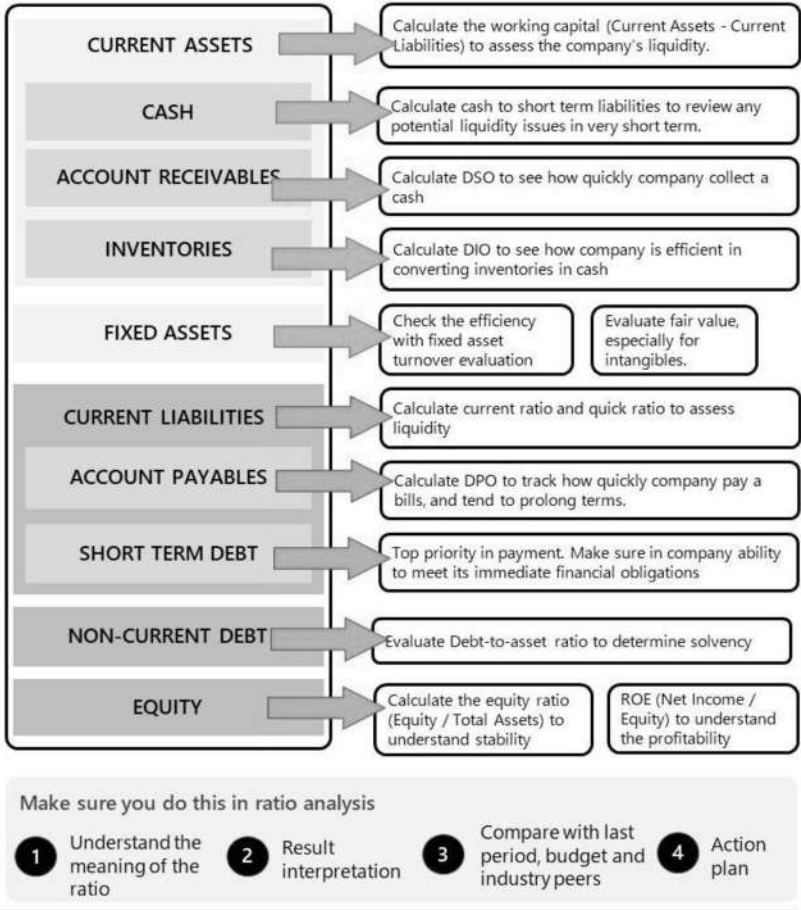 CURRENT ASSETS
Calculate the working capital (Current Assets - Current
Liabilities) to assess the company's liquidity.
CASH
Calculate cash to short term liabilities to review any
potential liquidity issues in very short term.
ACCOUNT RECEIVABLES
Calculate DSO to see how quickly company collect a
cash
INVENTORIES
Calculate DIO to see how company is efficient in
converting inventories in cash
FIXED ASSETS
Check the efficiency
with fixed asset
turnover evaluation
Evaluate fair value,
especially for
intangibles.
CURRENT LIABILITIES
Calculate current ratio and quick ratio to assess
liquidity
ACCOUNT PAYABLES
Calculate DPO to track how quickly company pay a
bills, and tend to prolong terms.
SHORT TERM DEBT
Top priority in payment. Make sure in company ability
to meet its immediate financial obligations
NON-CURRENT DEBT
Evaluate Debt-to-asset ratio to determine solvency
EQUITY
Calculate the equity ratio
(Equity / Total Assets) to
understand stability
ROE (Net Income /
Equity) to understand
the profitability
Make sure you do this in ratio analysis
1
Understand the
meaning of the
ratio
2
Result
interpretation
3
Compare with last
period, budget and
industry peers
4
Action
plan